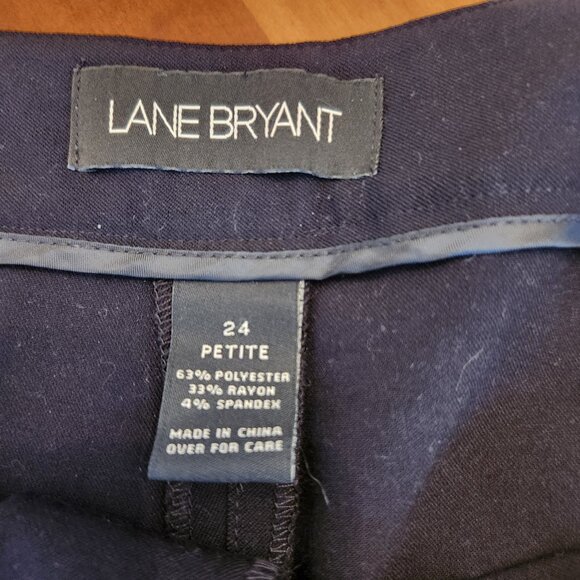 LANE BRYANT
24
PETITE
63% POLYESTER
33% RAYON
4% SPANDEX
MADE IN CHINA
OVER FOR CARE